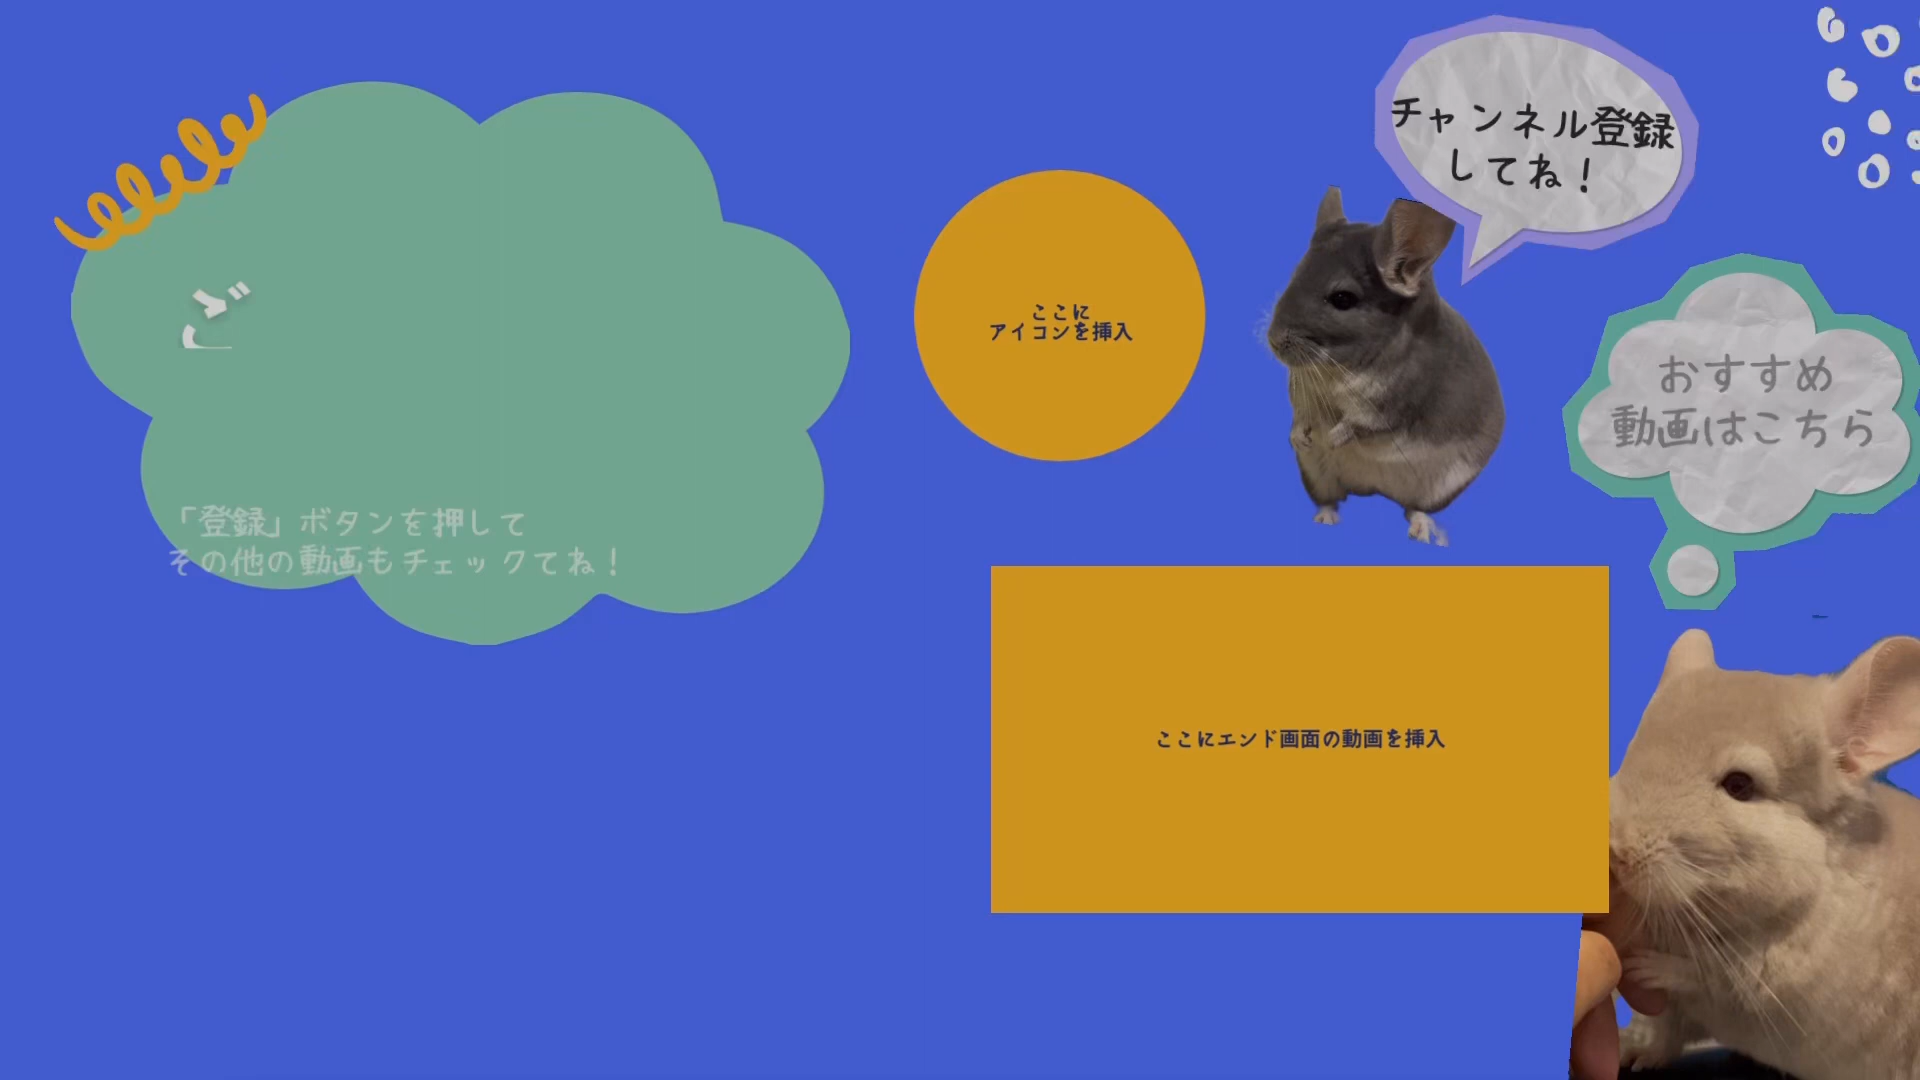 ご
「登録」ボタンを押して
その他の動画もチェックてね！
ここに
アイコンを挿入
チャンネル登録
してね！
おすすめ
動画はこちら
ここにエンド画面の動画を挿入